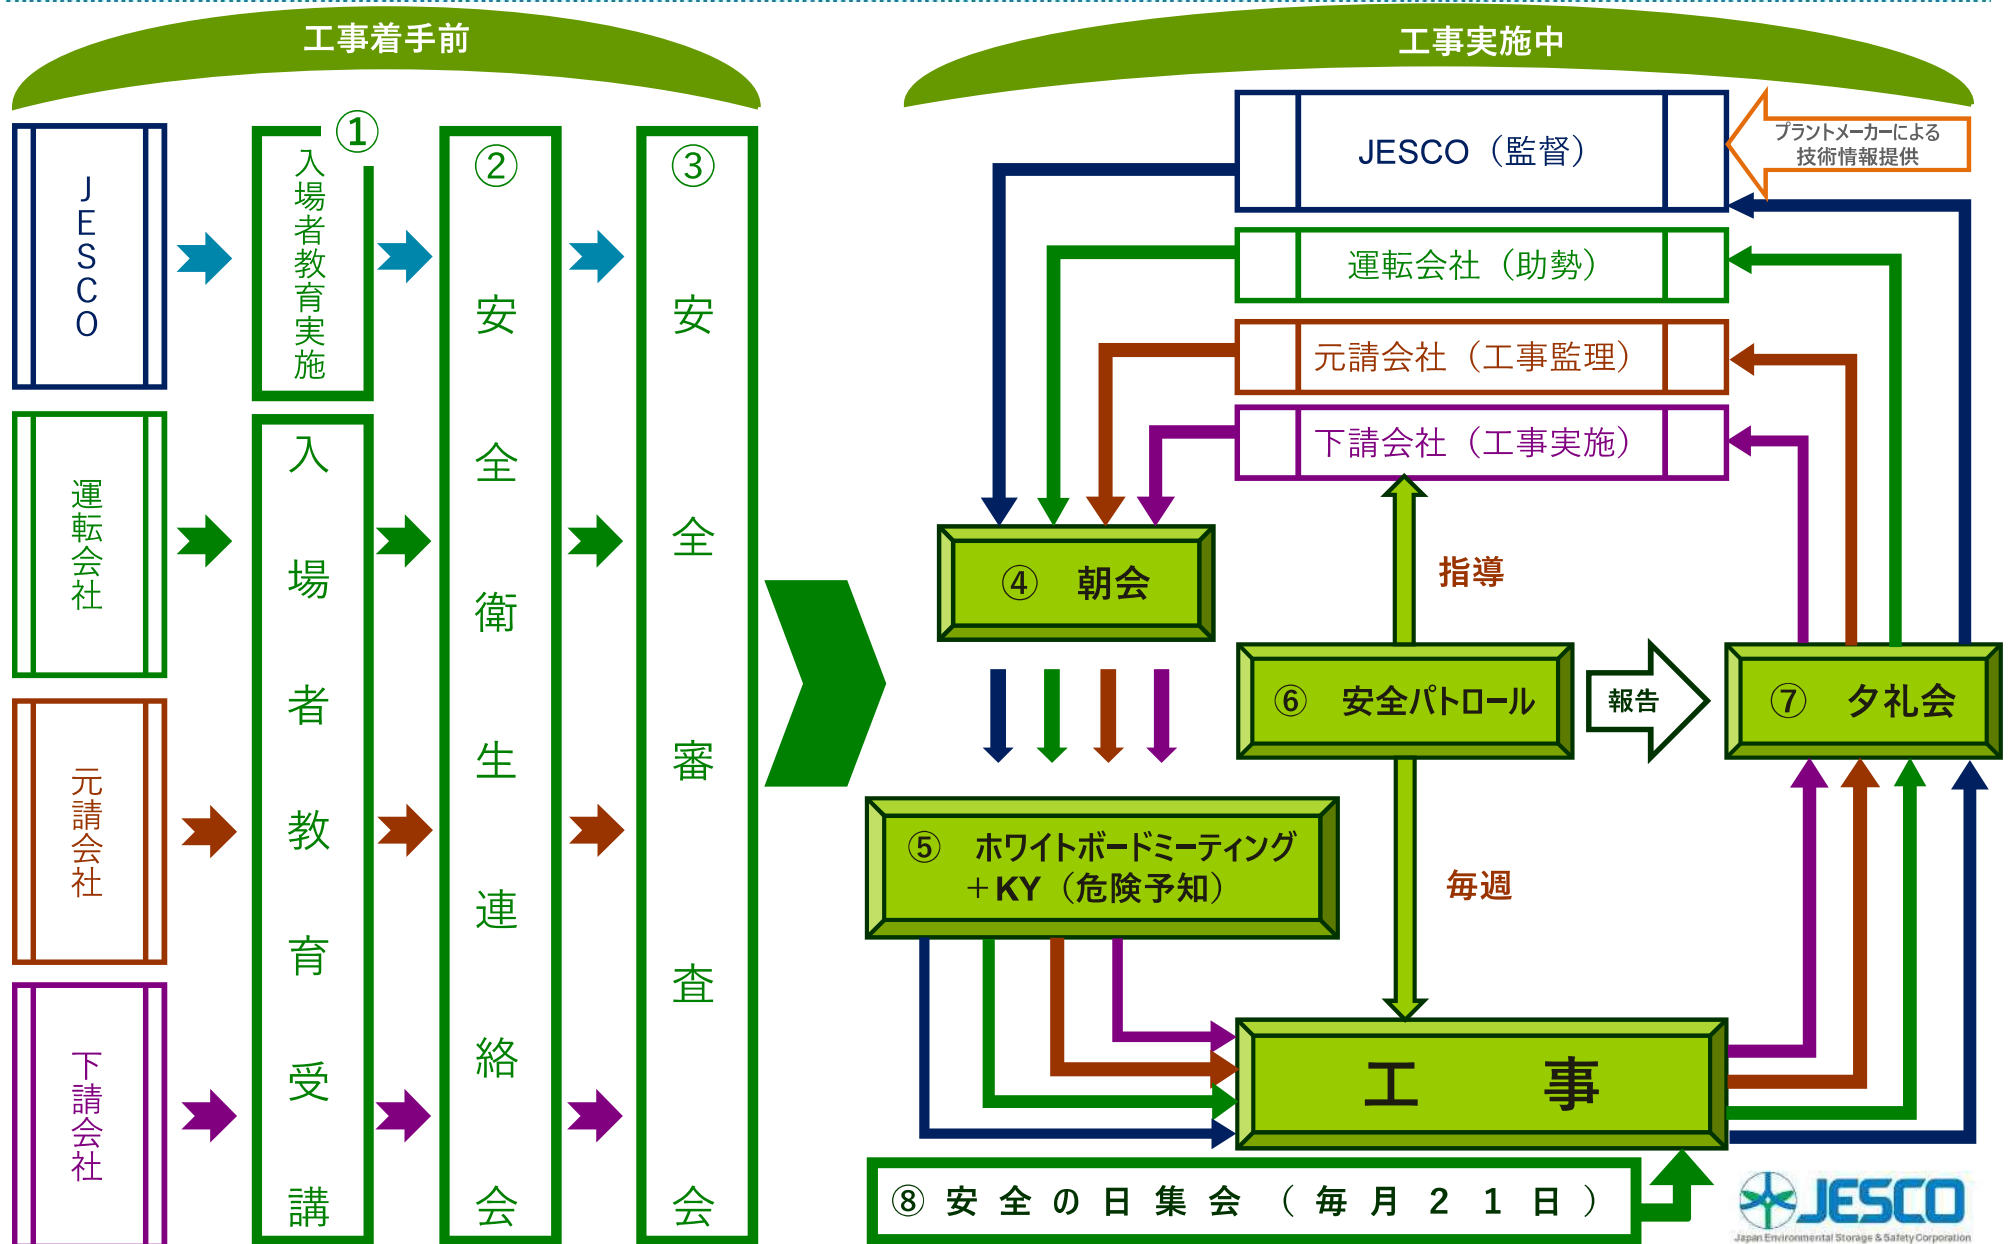 工事着手前
JESCO
運転会社
元請会社
下請会社
①
入場者教育実施
入場者教育受講
②
安全衛生連絡会
③
安全審査会
工事実施中
JESCO（監督）
プラントメーカーによる
技術情報提供
運転会社（助勢）
元請会社（工事監理）
下請会社（工事実施）
④　朝会
指導
⑥　安全パトロール
報告
⑦　夕礼会
⑤　ホワイトボードミーティング
＋KY（危険予知）
毎週
工　事
⑧安全の日集会（毎月２１日）
JESCO
Japan Environmental Storage & Safety Corporation